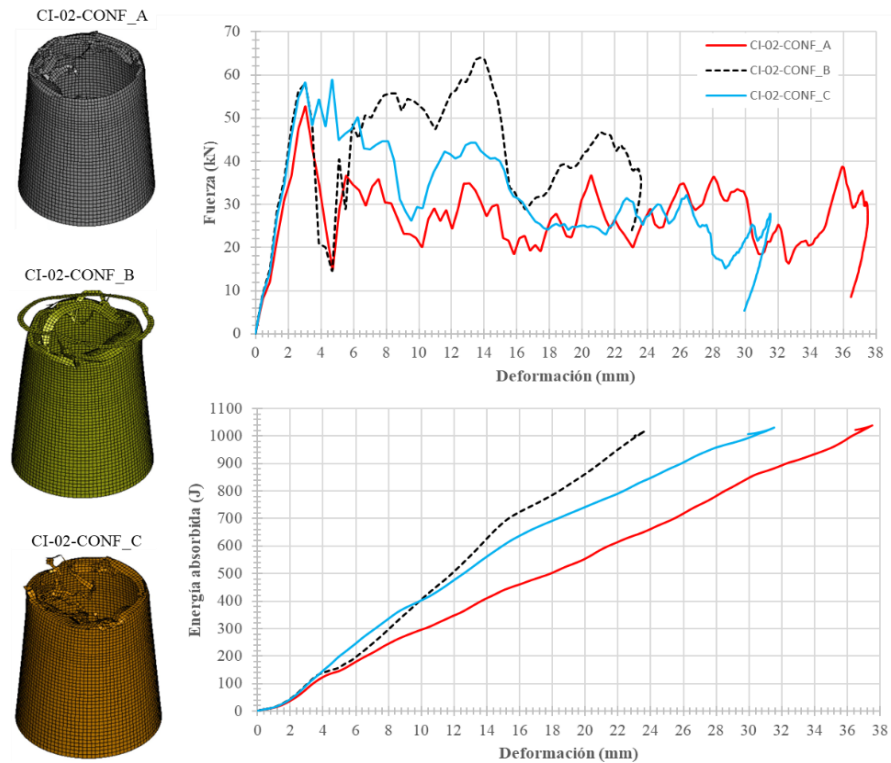 CI-02-CONF_A
CI-02-CONF_B
CI-02-CONF_C
70
60
50
40
30
20
10
0
Fuerza (kN)
CI-02-CONF_A
CI-02-CONF_B
CI-02-CONF_C
0 2 4 6 8 10 12 14 16 18 20 22 24 26 28 30 32 34 36 38
Deformación (mm)
1100
1000
900
800
700
600
500
400
300
200
100
0
Energía absorbida (J)
0 2 4 6 8 10 12 14 16 18 20 22 24 26 28 30 32 34 36 38
Deformación (mm)